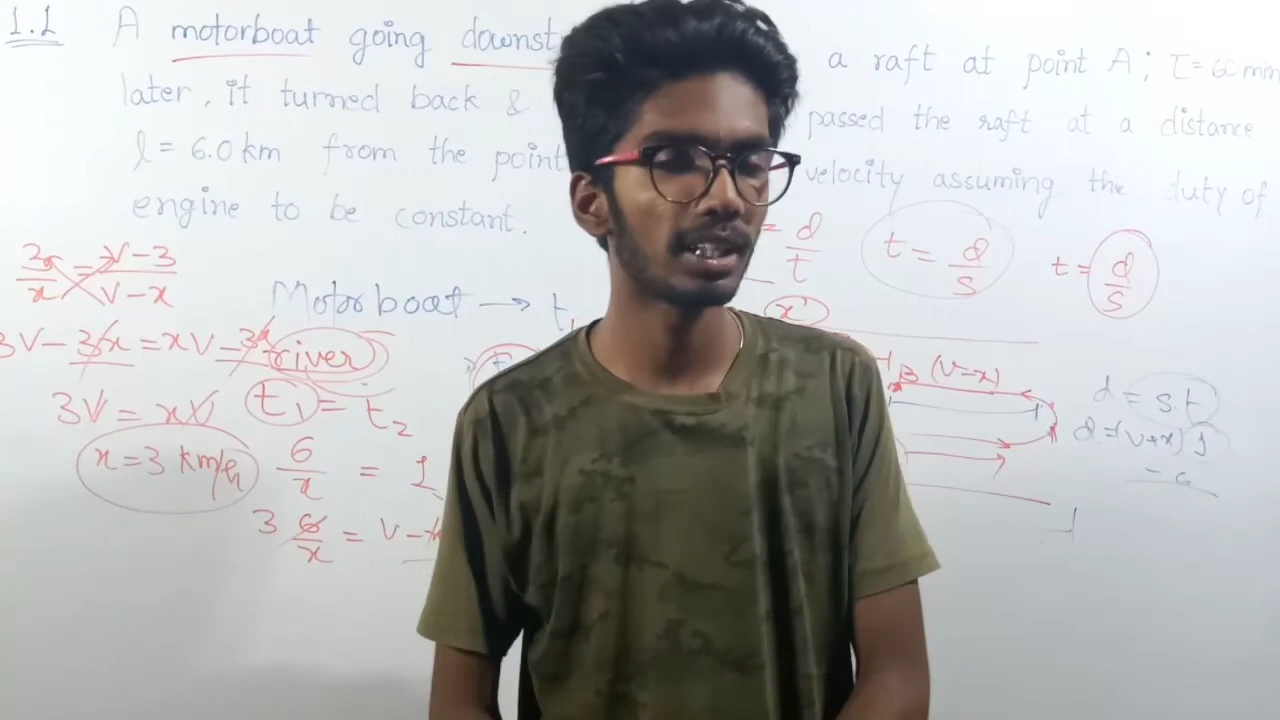 1.1 A motorboat going downst a raft at point A; τ = 60 min
later, it turned back & passed the raft at a distance
l = 6.0 km from the point velocity assuming the duty of
engine to be constant.
= d/t
t = d/s
t = d/s
3x/x = V-3/V-x
Motorboat → t₁
x
3V - 3x = xV - 3x
river
B (V-x)
3V = xV
t₁ = t₂
d = s.t
d = (V+x) 1
- 6
x = 3 km/h
6/x = 1
3 6/x = V-x